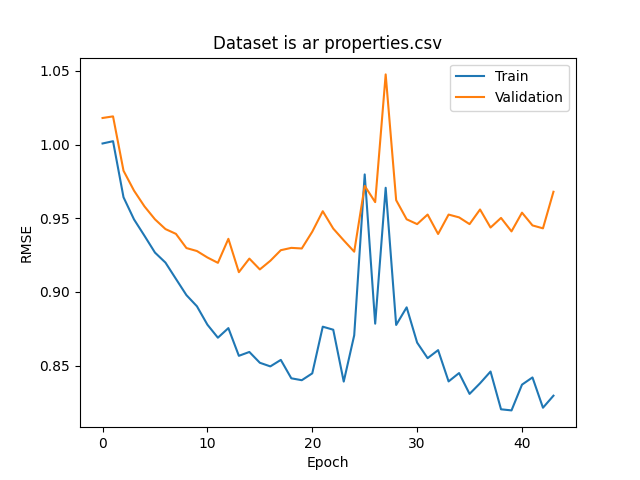 Dataset is ar properties.csv
1.05
1.00
0.95
0.90
0.85
RMSE
Train
Validation
0
10
20
30
40
Epoch